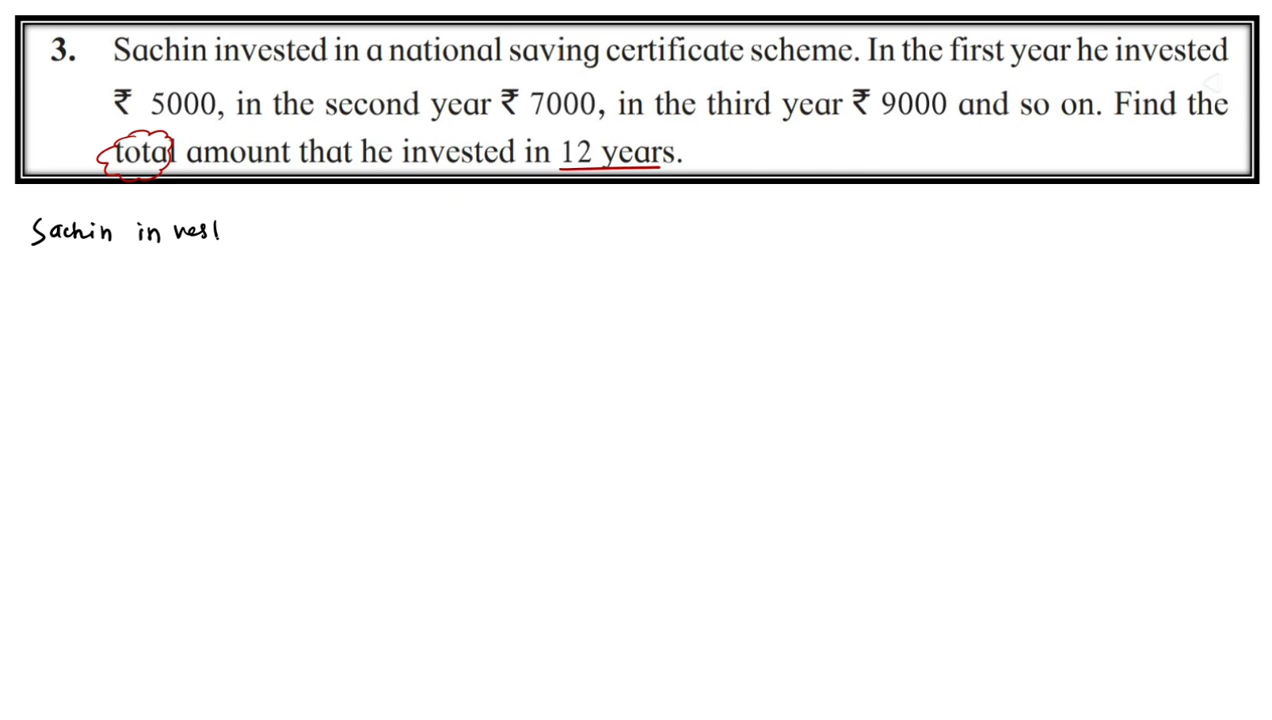 3. Sachin invested in a national saving certificate scheme. In the first year he invested
₹ 5000, in the second year ₹ 7000, in the third year ₹ 9000 and so on. Find the
total amount that he invested in 12 years.
Sachin invest